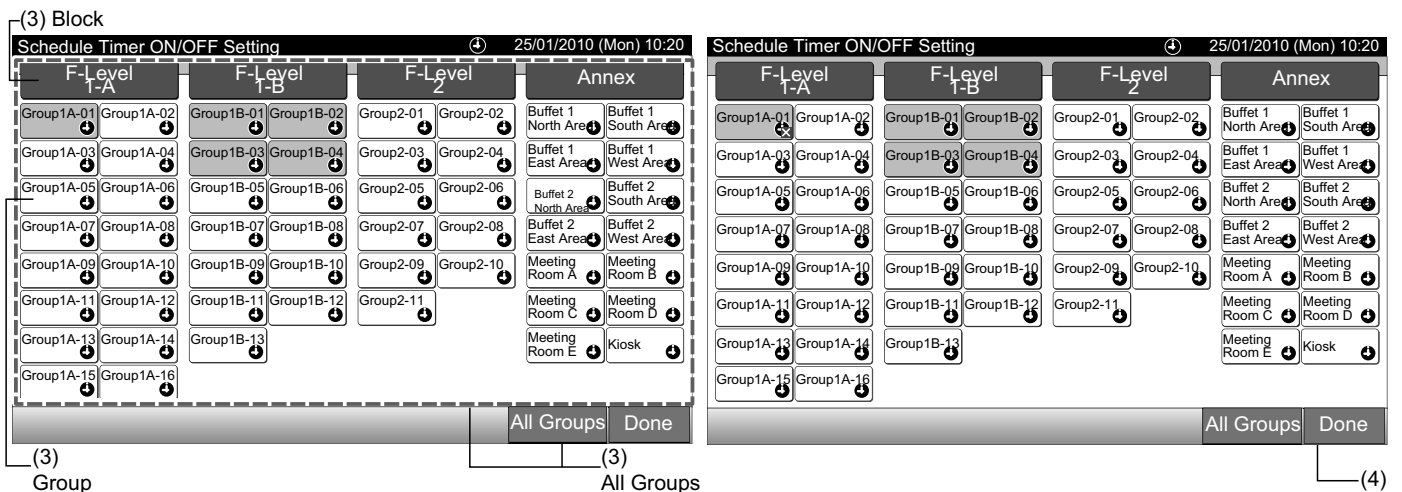 (3) Block
Schedule Timer ON/OFF Setting 25/01/2010 (Mon) 10:20
F-Level
1-A
F-Level
1-B
F-Level
2
Annex
Group1A-01 Group1A-02 Group1B-01 Group1B-02 Group2-01 Group2-02 Buffet 1 North Area Buffet 1 South Area
Group1A-03 Group1A-04 Group1B-03 Group1B-04 Group2-03 Group2-04 Buffet 1 East Area Buffet 1 West Area
Group1A-05 Group1A-06 Group1B-05 Group1B-06 Group2-05 Group2-06 Buffet 2 North Area Buffet 2 South Area
Group1A-07 Group1A-08 Group1B-07 Group1B-08 Group2-07 Group2-08 Buffet 2 East Area Buffet 2 West Area
Group1A-09 Group1A-10 Group1B-09 Group1B-10 Group2-09 Group2-10 Meeting Room A Meeting Room B
Group1A-11 Group1A-12 Group1B-11 Group1B-12 Group2-11 Meeting Room C Meeting Room D
Group1A-13 Group1A-14 Group1B-13 Meeting Room E Kiosk
Group1A-15 Group1A-16
All Groups Done
(3)
Group
(3)
All Groups
Schedule Timer ON/OFF Setting 25/01/2010 (Mon) 10:20
F-Level
1-A
F-Level
1-B
F-Level
2
Annex
Group1A-01 Group1A-02 Group1B-01 Group1B-02 Group2-01 Group2-02 Buffet 1 North Area Buffet 1 South Area
Group1A-03 Group1A-04 Group1B-03 Group1B-04 Group2-03 Group2-04 Buffet 1 East Area Buffet 1 West Area
Group1A-05 Group1A-06 Group1B-05 Group1B-06 Group2-05 Group2-06 Buffet 2 North Area Buffet 2 South Area
Group1A-07 Group1A-08 Group1B-07 Group1B-08 Group2-07 Group2-08 Buffet 2 East Area Buffet 2 West Area
Group1A-09 Group1A-10 Group1B-09 Group1B-10 Group2-09 Group2-10 Meeting Room A Meeting Room B
Group1A-11 Group1A-12 Group1B-11 Group1B-12 Group2-11 Meeting Room C Meeting Room D
Group1A-13 Group1A-14 Group1B-13 Meeting Room E Kiosk
Group1A-15 Group1A-16
All Groups Done
(4)